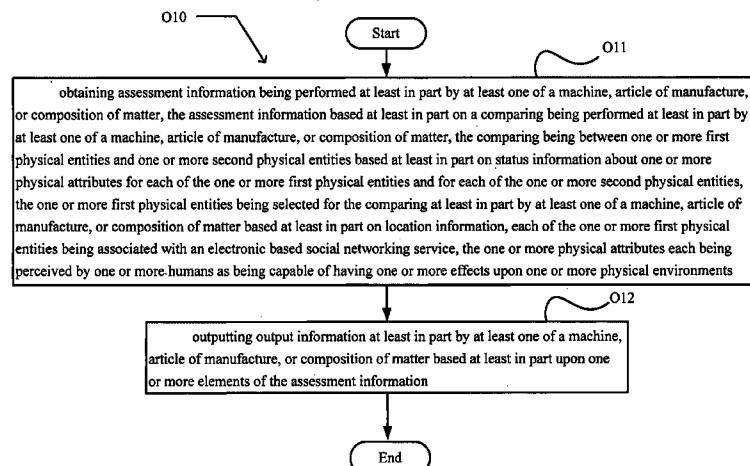 O10
Start
O11
obtaining assessment information being performed at least in part by at least one of a machine, article of manufacture,
or composition of matter, the assessment information based at least in part on a comparing being performed at least in part by
at least one of a machine, article of manufacture, or composition of matter, the comparing being between one or more first
physical entities and one or more second physical entities based at least in part on status information about one or more
physical attributes for each of the one or more first physical entities and for each of the one or more second physical entities,
the one or more first physical entities being selected for the comparing at least in part by at least one of a machine, article of
manufacture, or composition of matter based at least in part on location information, each of the one or more first physical
entities being associated with an electronic based social networking service, the one or more physical attributes each being
perceived by one or more humans as being capable of having one or more effects upon one or more physical environments
O12
outputting output information at least in part by at least one of a machine,
article of manufacture, or composition of matter based at least in part upon one
or more elements of the assessment information
End